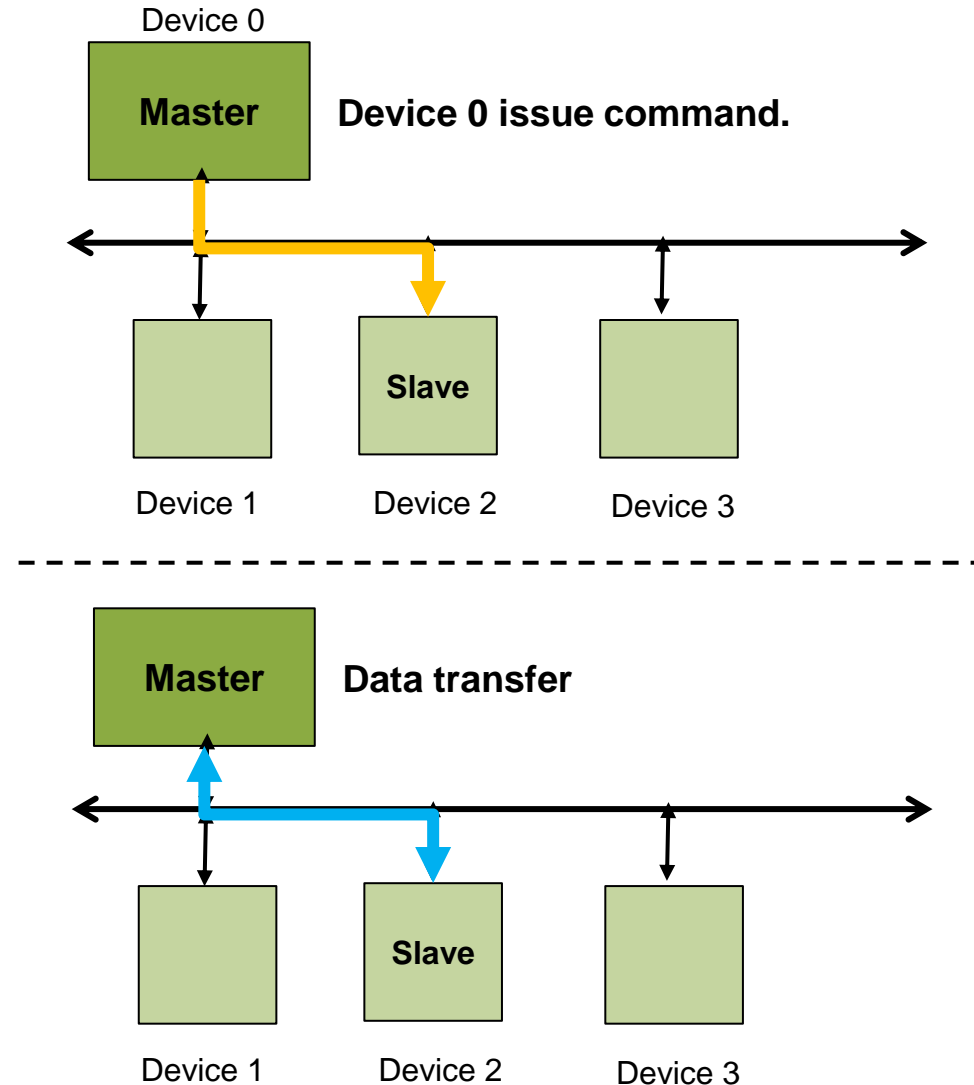 Device 0
Master
Device 0 issue command.
Slave
Device 1
Device 2
Device 3
Master
Data transfer
Slave
Device 1
Device 2
Device 3